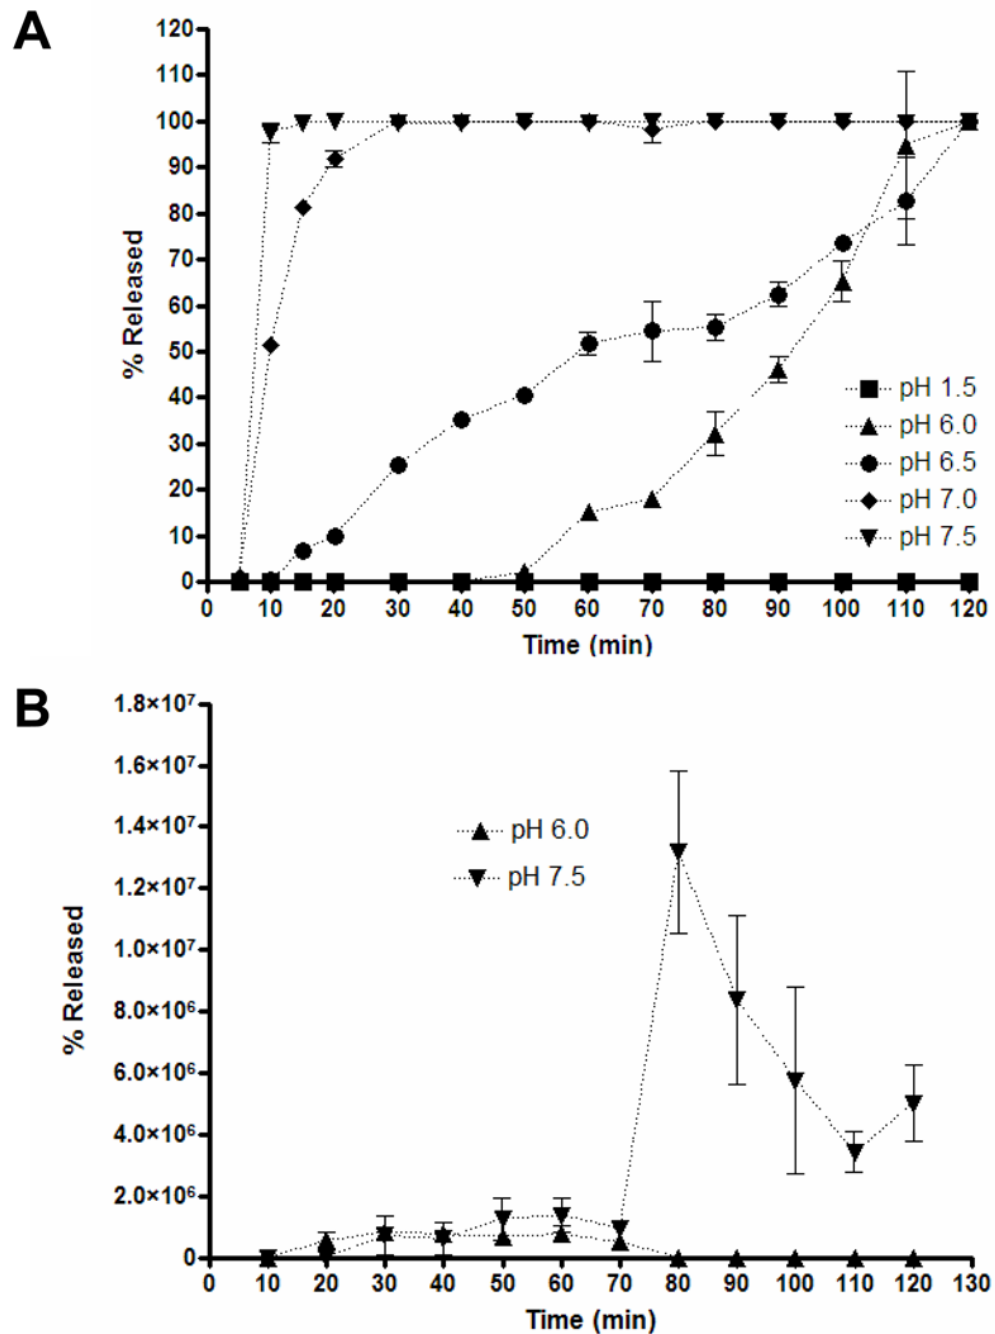 A
120
110
100
90
80
70
60
50
40
30
20
10
0
% Released
pH 1.5
pH 6.0
pH 6.5
pH 7.0
pH 7.5
0 10 20 30 40 50 60 70 80 90 100 110 120
Time (min)
B
1.8×10⁷
1.6×10⁷
1.4×10⁷
1.2×10⁷
1.0×10⁷
8.0×10⁶
6.0×10⁶
4.0×10⁶
2.0×10⁶
0
% Released
pH 6.0
pH 7.5
0 10 20 30 40 50 60 70 80 90 100 110 120 130
Time (min)